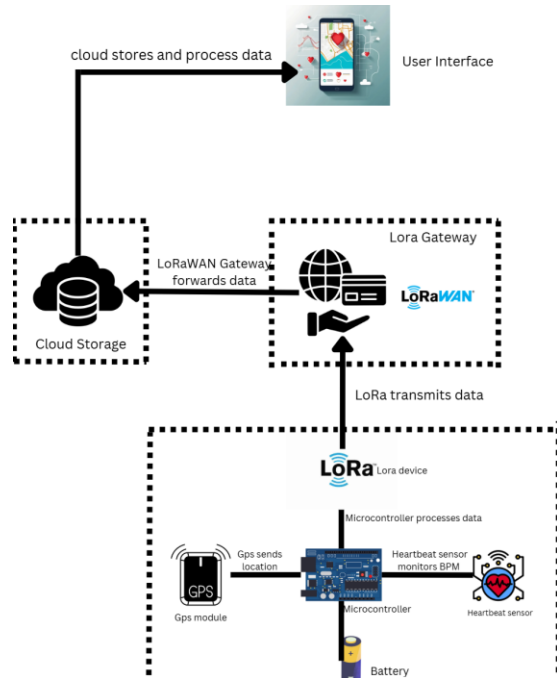 cloud stores and process data
User Interface
Lora Gateway
LoRaWAN Gateway
forwards data
LoRaWAN
Cloud Storage
LoRa transmits data
LoRa
Lora device
Microcontroller processes data
Gps sends
location
Heartbeat sensor
monitors BPM
GPS
Gps module
Microcontroller
Heartbeat sensor
Battery